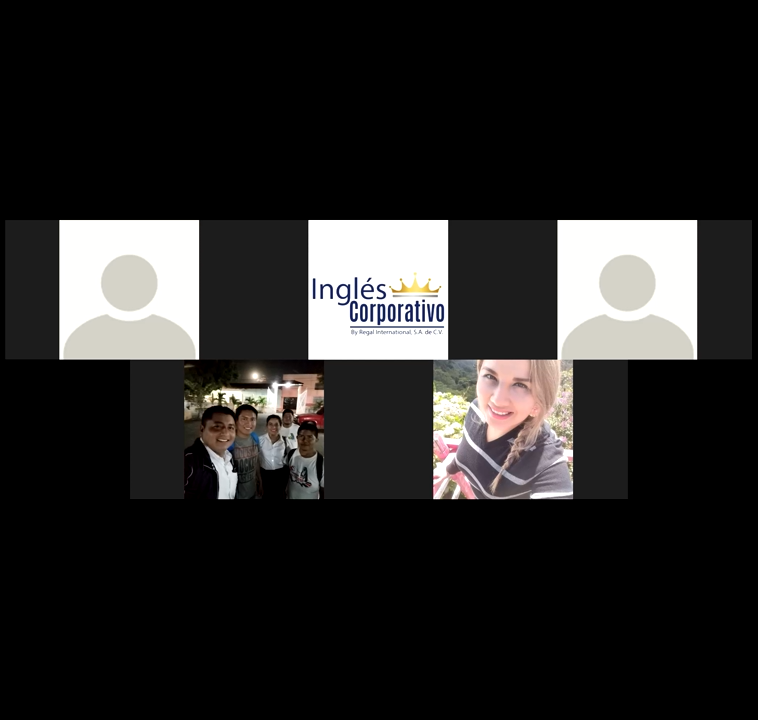 Inglés
Corporativo
By Regal International, S.A. de C.V.